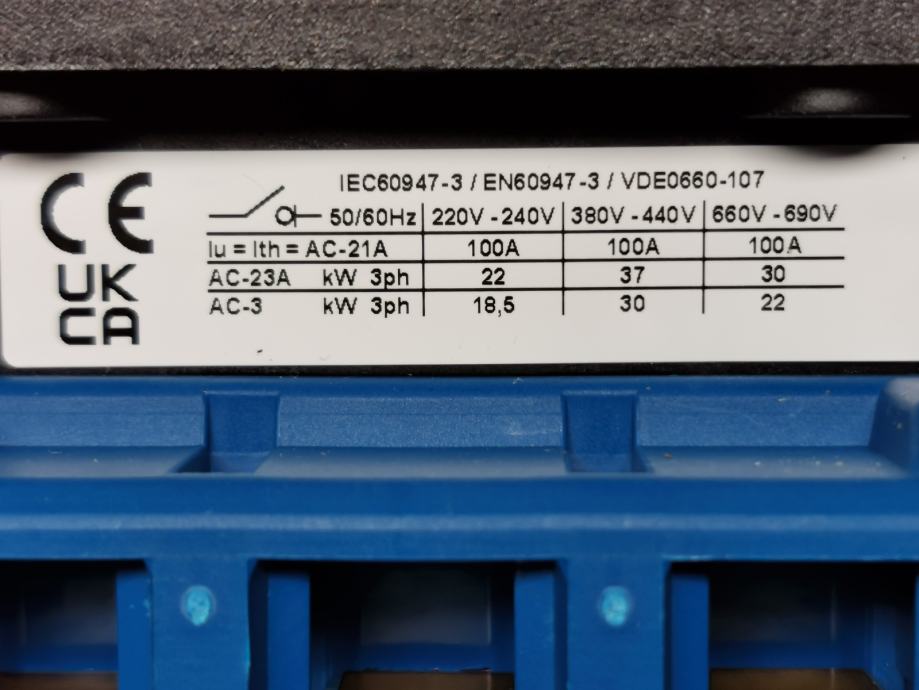 CE
UK
CA
IEC60947-3 / EN60947-3 / VDE0660-107
50/60Hz 220V - 240V 380V - 440V 660V - 690V
Iu = Ith = AC-21A 100A 100A 100A
AC-23A kW 3ph 22 37 30
AC-3 kW 3ph 18,5 30 22